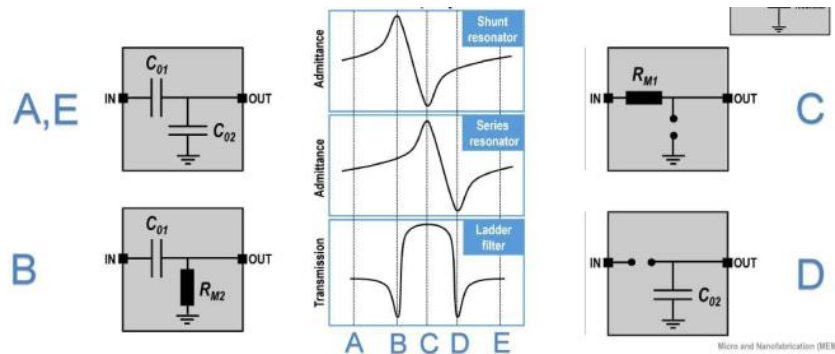 A,E
C01
IN
OUT
C02
B
C01
IN
OUT
RM2
Admittance
Shunt
resonator
Admittance
Series
resonator
Transmission
Ladder
filter
A B C D E
RM1
IN
OUT
C
IN
OUT
C02
D
Micro and Nanofabrication (MEM